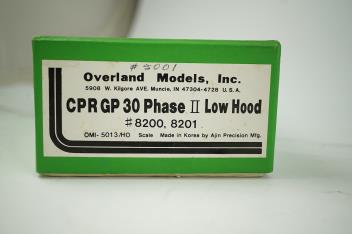 #5001
Overland Models, Inc.
5908 W. Kilgore AVE. Muncie, IN 47304-4728 U.S.A.
CPR GP 30 Phase II Low Hood
#8200, 8201
OMI-5013/HO Scale Made in Korea by Ajin Precision Mfg.